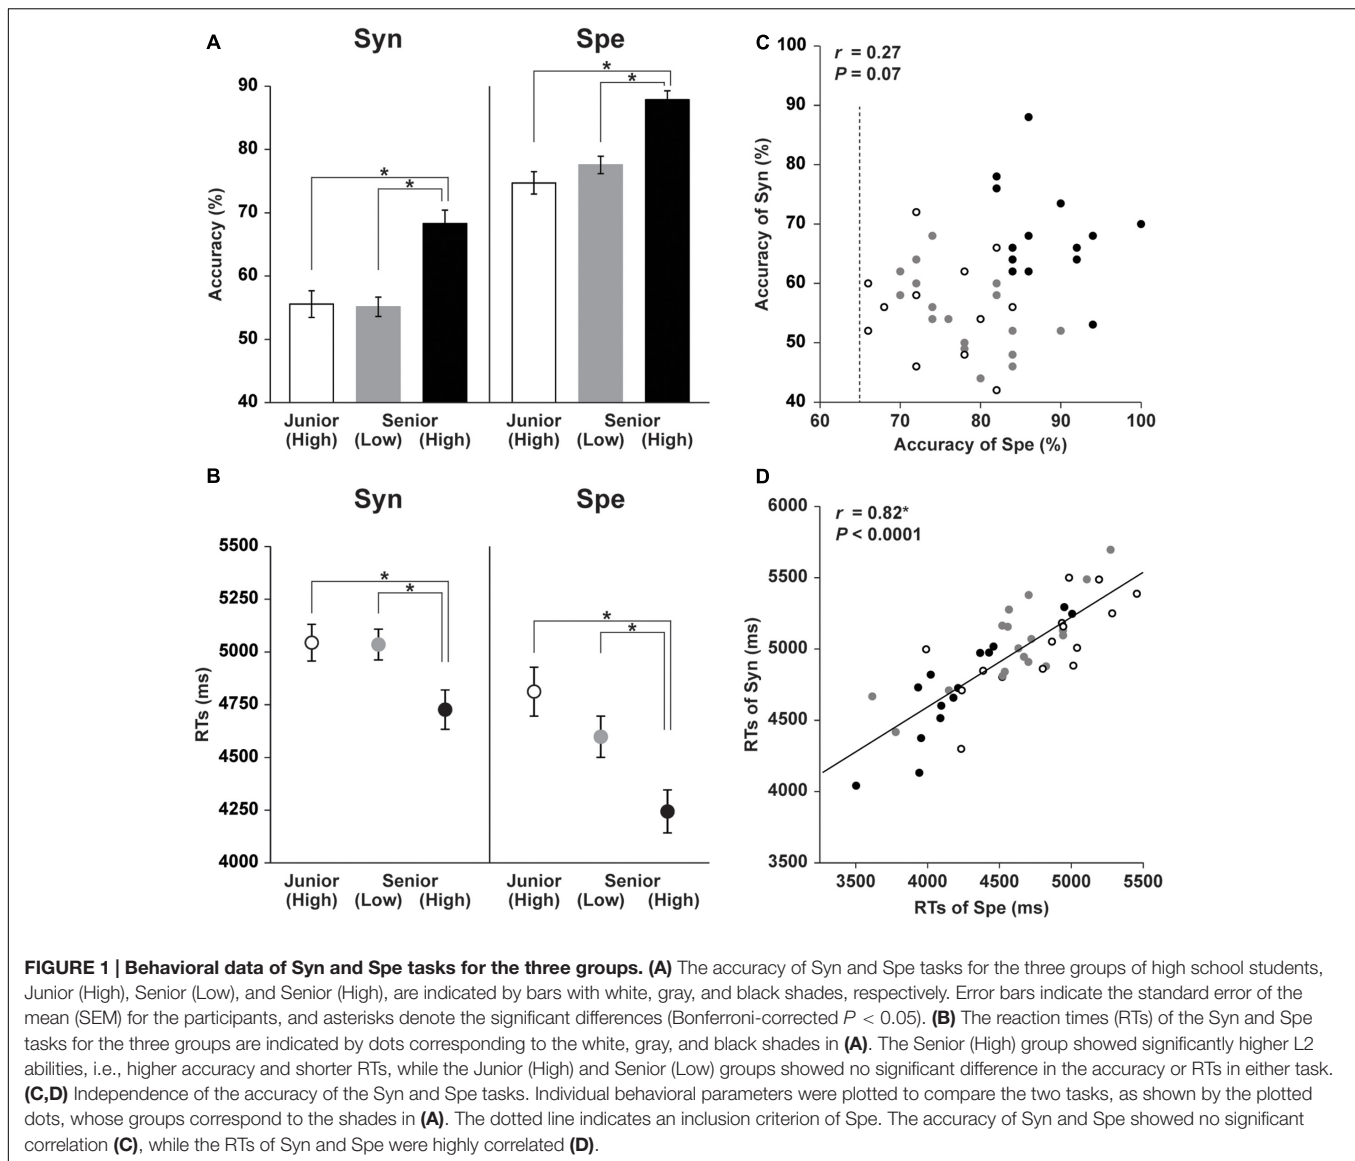 A
Syn
Spe
Accuracy (%)
90
80
70
60
50
40
*
*
*
*
Junior
(High)
Senior
(Low)
(High)
Junior
(High)
Senior
(Low)
(High)
B
Syn
Spe
RTs (ms)
5500
5250
5000
4750
4500
4250
4000
*
*
*
*
Junior
(High)
Senior
(Low)
(High)
Junior
(High)
Senior
(Low)
(High)
C
r = 0.27
P = 0.07
Accuracy of Syn (%)
100
90
80
70
60
50
40
60
70
80
90
100
Accuracy of Spe (%)
D
r = 0.82*
P < 0.0001
RTs of Syn (ms)
6000
5500
5000
4500
4000
3500
3500
4000
4500
5000
5500
RTs of Spe (ms)
FIGURE 1 | Behavioral data of Syn and Spe tasks for the three groups. (A) The accuracy of Syn and Spe tasks for the three groups of high school students,
Junior (High), Senior (Low), and Senior (High), are indicated by bars with white, gray, and black shades, respectively. Error bars indicate the standard error of the
mean (SEM) for the participants, and asterisks denote the significant differences (Bonferroni-corrected P < 0.05). (B) The reaction times (RTs) of the Syn and Spe
tasks for the three groups are indicated by dots corresponding to the white, gray, and black shades in (A). The Senior (High) group showed significantly higher L2
abilities, i.e., higher accuracy and shorter RTs, while the Junior (High) and Senior (Low) groups showed no significant difference in the accuracy or RTs in either task.
(C,D) Independence of the accuracy of the Syn and Spe tasks. Individual behavioral parameters were plotted to compare the two tasks, as shown by the plotted
dots, whose groups correspond to the shades in (A). The dotted line indicates an inclusion criterion of Spe. The accuracy of Syn and Spe showed no significant
correlation (C), while the RTs of Syn and Spe were highly correlated (D).